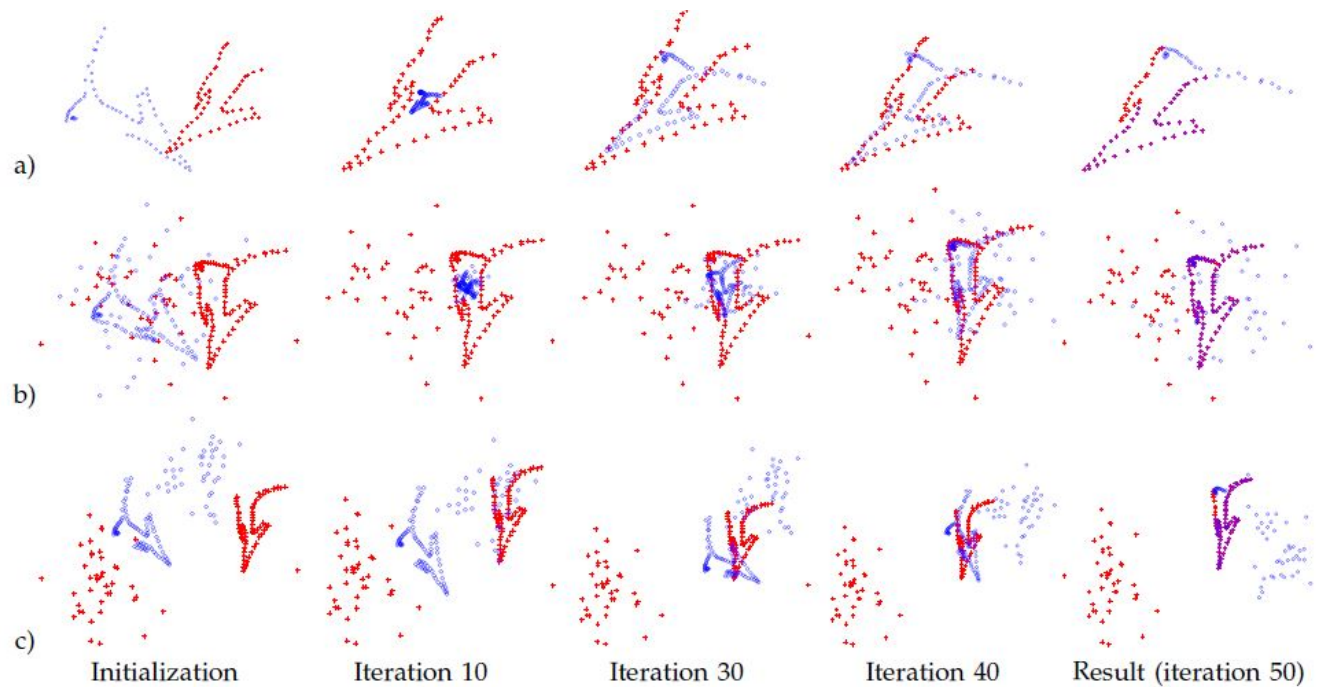 a)
b)
c)
Initialization Iteration 10 Iteration 30 Iteration 40 Result (iteration 50)